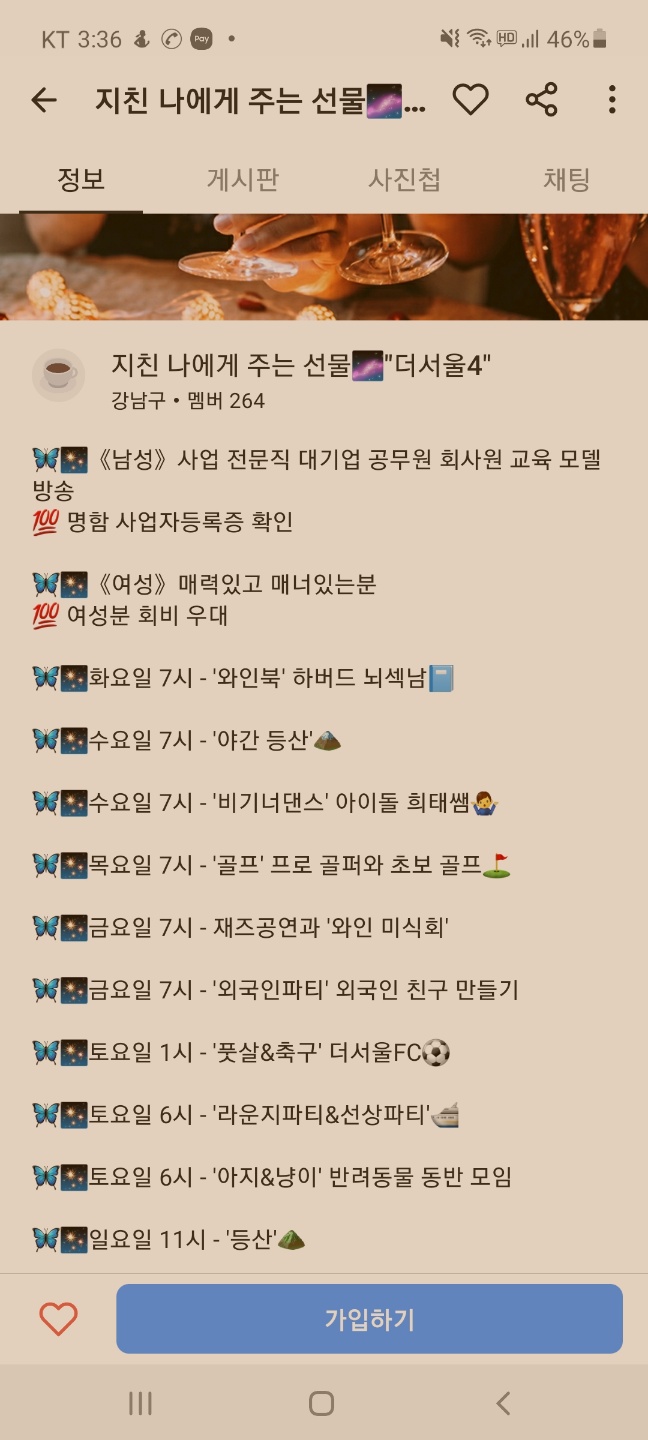 KT 3:36 Pay • HD 46%
지친 나에게 주는 선물🌌...
정보 게시판 사진첩 채팅
지친 나에게 주는 선물🌌"더서울4"
강남구 • 멤버 264
🦋🎇《남성》사업 전문직 대기업 공무원 회사원 교육 모델
방송
💯 명함 사업자등록증 확인
🦋🎇《여성》매력있고 매너있는분
💯 여성분 회비 우대
🦋🎇화요일 7시 - '와인북' 하버드 뇌섹남📘
🦋🎇수요일 7시 - '야간 등산'🏔️
🦋🎇수요일 7시 - '비기너댄스' 아이돌 희태쌤🤷‍♂️
🦋🎇목요일 7시 - '골프' 프로 골퍼와 초보 골프⛳
🦋🎇금요일 7시 - 재즈공연과 '와인 미식회'
🦋🎇금요일 7시 - '외국인파티' 외국인 친구 만들기
🦋🎇토요일 1시 - '풋살&축구' 더서울FC⚽
🦋🎇토요일 6시 - '라운지파티&선상파티'🛥️
🦋🎇토요일 6시 - '아지&냥이' 반려동물 동반 모임
🦋🎇일요일 11시 - '등산'⛰️
가입하기